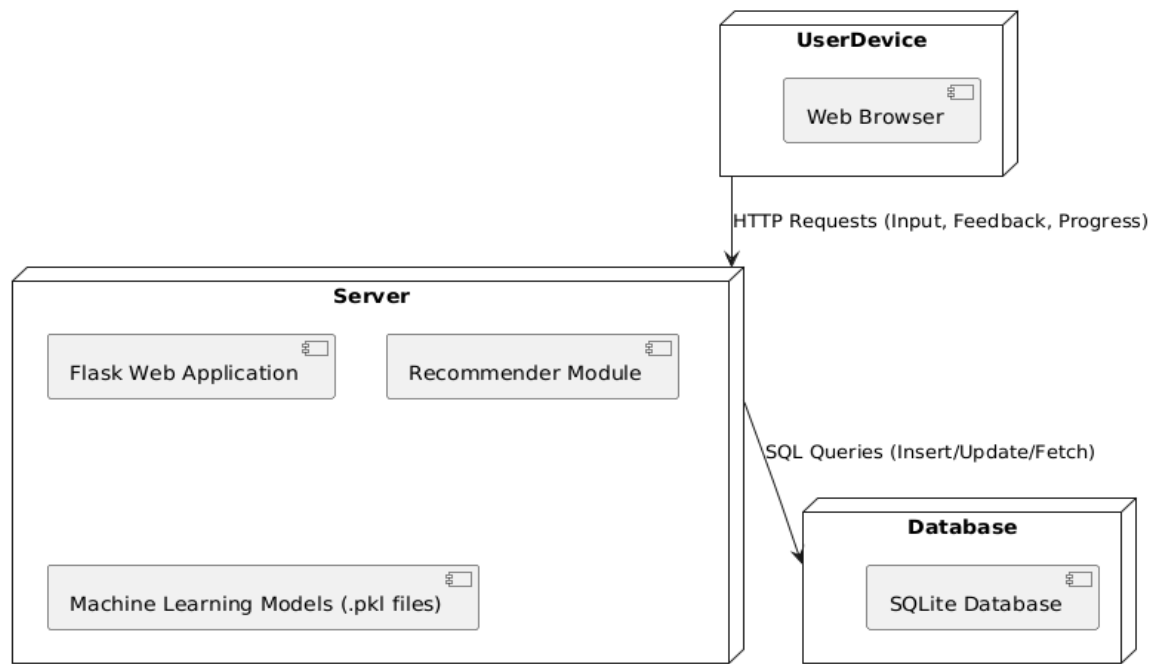 UserDevice
Web Browser
HTTP Requests (Input, Feedback, Progress)
Server
Flask Web Application
Recommender Module
SQL Queries (Insert/Update/Fetch)
Database
Machine Learning Models (.pkl files)
SQLite Database